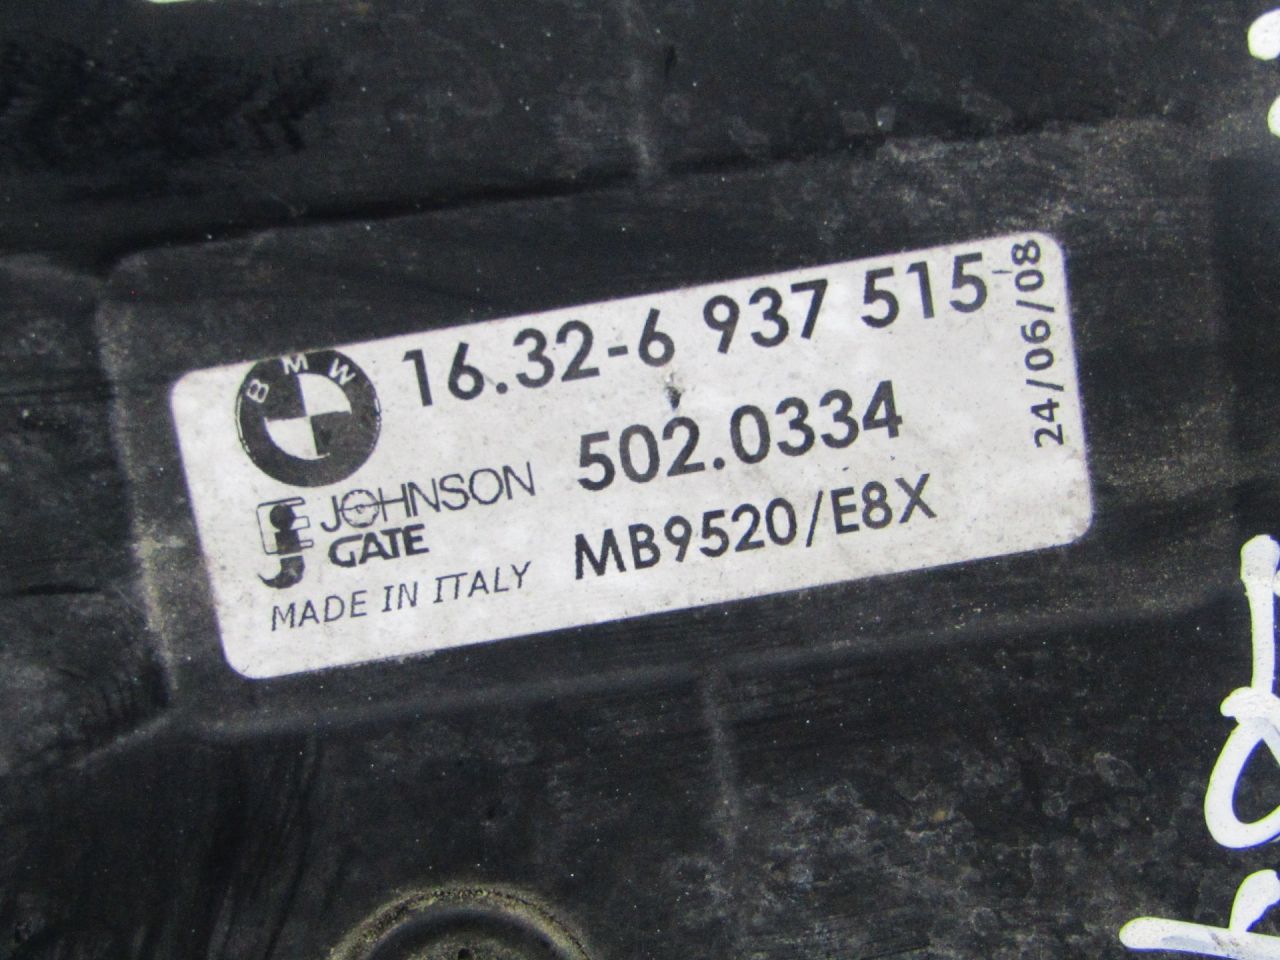 BMW
16.32-6 937 515
24/06/08
502.0334
JOHNSON
GATE
MB9520/E8X
MADE IN ITALY